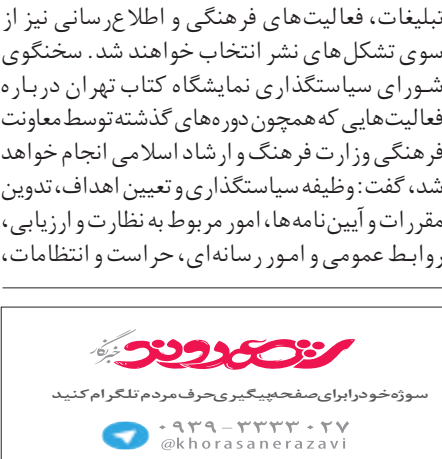 تبلیغات، فعالیت‌های فرهنگی و اطلاع‌رسانی نیز از
سوی تشکل‌های نشر انتخاب خواهند شد. سخنگوی
شورای سیاستگذاری نمایشگاه کتاب تهران درباره
فعالیت‌هایی که همچون دوره‌های گذشته توسط معاونت
فرهنگی وزارت فرهنگ و ارشاد اسلامی انجام خواهد
شد، گفت: وظیفه سیاستگذاری و تعیین اهداف، تدوین
مقررات و آیین‌نامه‌ها، امور مربوط به نظارت و ارزیابی،
روابط عمومی و امور رسانه‌ای، حراست و انتظامات،
شهروند خبرنگار
سوژه خود را برای صفحه پیگیری حرف مردم تلگرام کنید
۰۹۳۹-۳۳۳۳۰۲۷
@khorasanerazavi